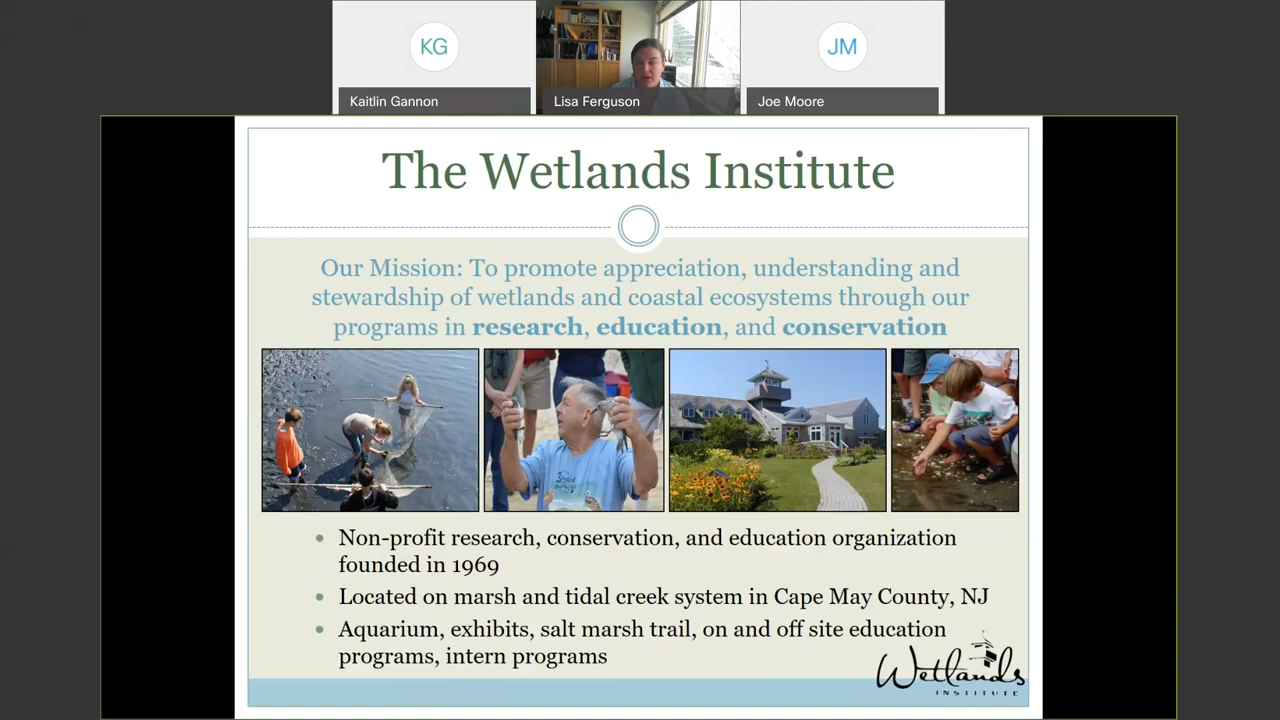 KG
JM
Kaitlin Gannon
Lisa Ferguson
Joe Moore
The Wetlands Institute
Our Mission: To promote appreciation, understanding and
stewardship of wetlands and coastal ecosystems through our
programs in research, education, and conservation
Non-profit research, conservation, and education organization
founded in 1969
Located on marsh and tidal creek system in Cape May County, NJ
Aquarium, exhibits, salt marsh trail, on and off site education
programs, intern programs
Wetlands
INSTITUTE